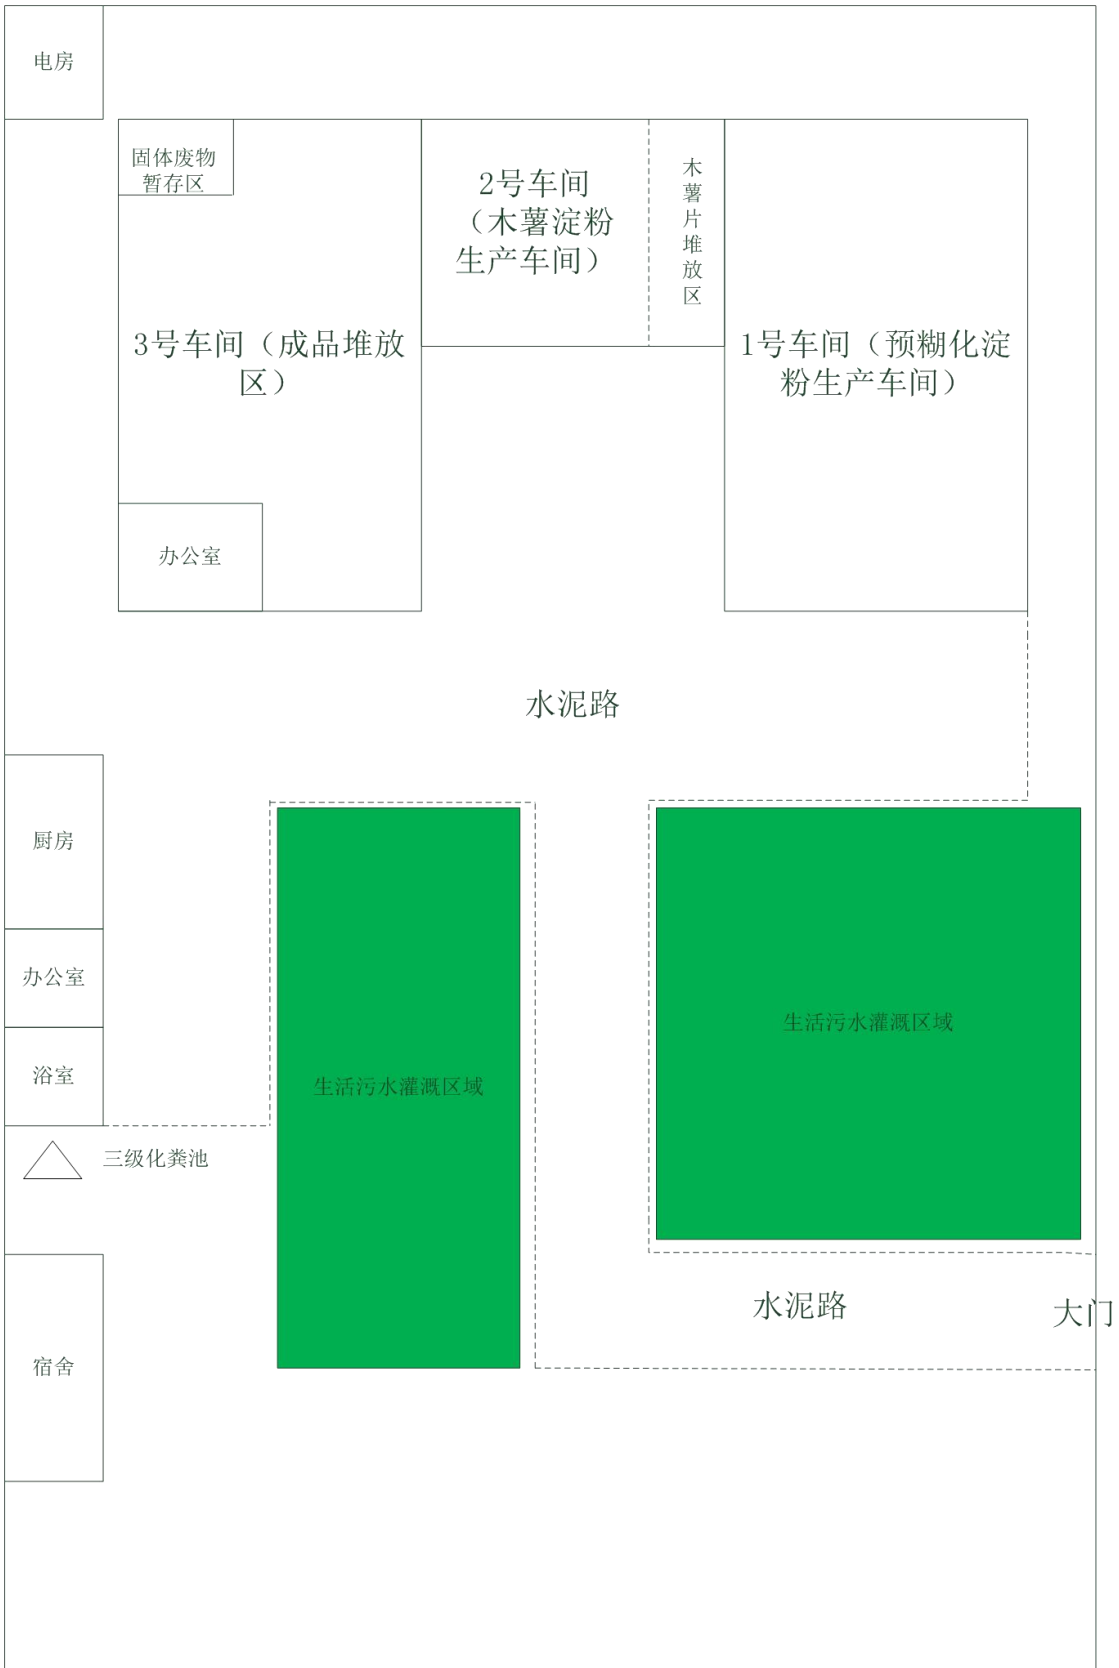 电房
固体废物
暂存区
2号车间
（木薯淀粉
生产车间）
木
薯
片
堆
放
区
3号车间（成品堆放
区）
1号车间（预糊化淀
粉生产车间）
办公室
水泥路
厨房
办公室
浴室
生活污水灌溉区域
生活污水灌溉区域
三级化粪池
宿舍
水泥路
大门